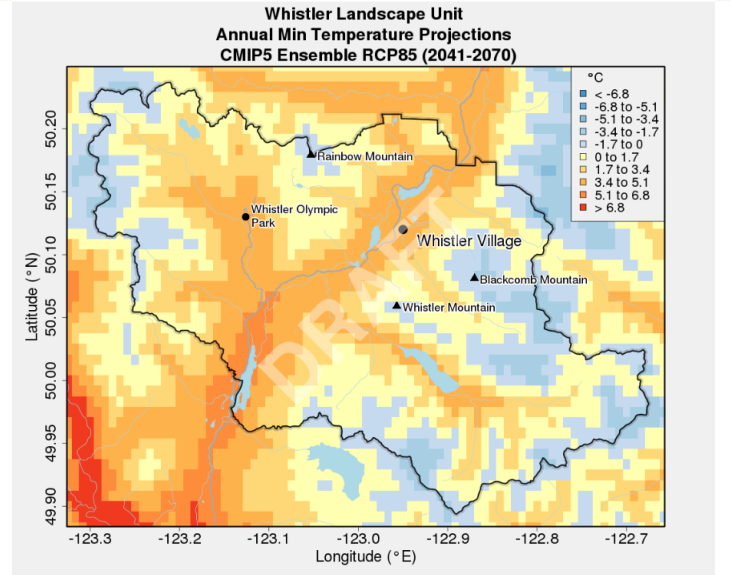 Whistler Landscape Unit
Annual Min Temperature Projections
CMIP5 Ensemble RCP85 (2041-2070)
°C
< -6.8
-6.8 to -5.1
-5.1 to -3.4
-3.4 to -1.7
-1.7 to 0
0 to 1.7
1.7 to 3.4
3.4 to 5.1
5.1 to 6.8
> 6.8
Rainbow Mountain
Whistler Olympic
Park
Whistler Village
Blackcomb Mountain
Whistler Mountain
DRAFT
Latitude (°N)
50.20
50.15
50.10
50.05
50.00
49.95
49.90
-123.3
-123.2
-123.1
-123.0
-122.9
-122.8
-122.7
Longitude (°E)